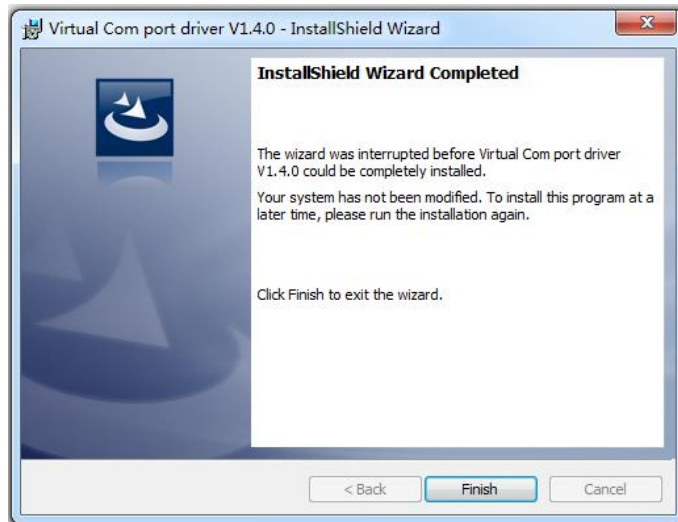 Virtual Com port driver V1.4.0 - InstallShield Wizard
InstallShield Wizard Completed
The wizard was interrupted before Virtual Com port driver
V1.4.0 could be completely installed.
Your system has not been modified. To install this program at a
later time, please run the installation again.
Click Finish to exit the wizard.
< Back
Finish
Cancel